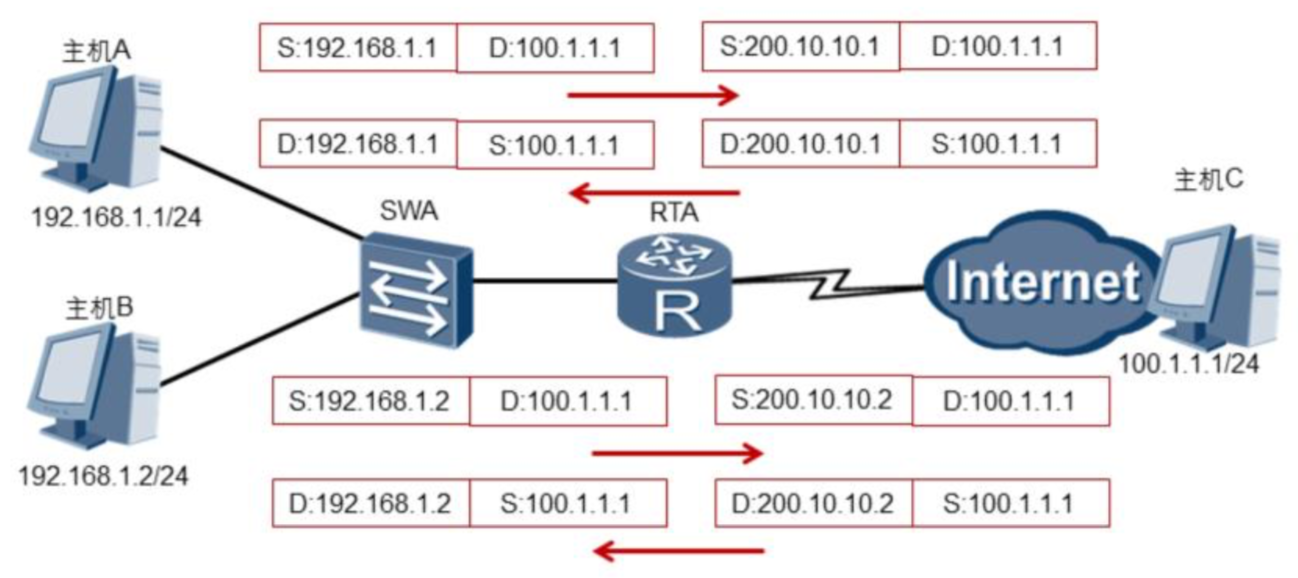 主机A
S:192.168.1.1 D:100.1.1.1 S:200.10.10.1 D:100.1.1.1
D:192.168.1.1 S:100.1.1.1 D:200.10.10.1 S:100.1.1.1
主机C
192.168.1.1/24
SWA
RTA
Internet
R
主机B
100.1.1.1/24
S:192.168.1.2 D:100.1.1.1 S:200.10.10.2 D:100.1.1.1
192.168.1.2/24
D:192.168.1.2 S:100.1.1.1 D:200.10.10.2 S:100.1.1.1